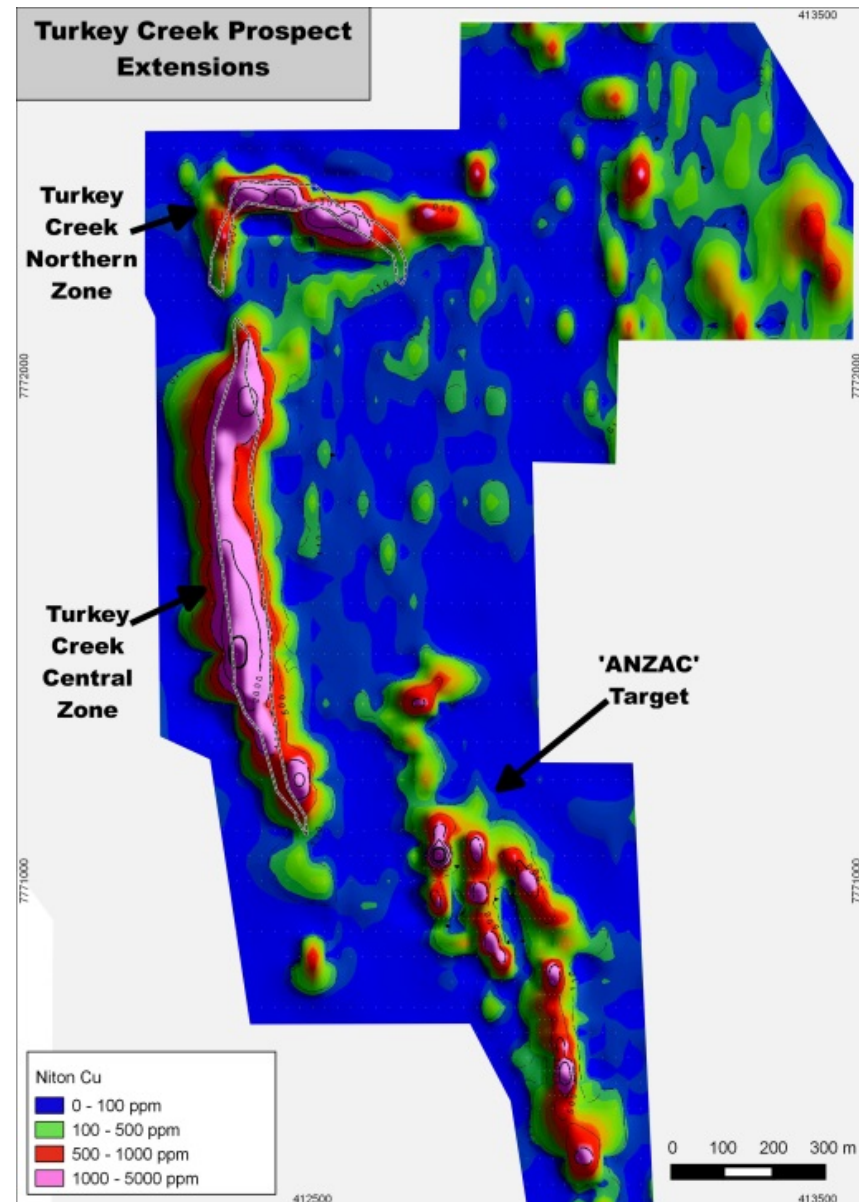 Turkey Creek Prospect
Extensions
413500
Turkey
Creek
Northern
Zone
7772000
7772000
Turkey
Creek
Central
Zone
'ANZAC'
Target
7771000
7771000
Niton Cu
0 - 100 ppm
100 - 500 ppm
500 - 1000 ppm
1000 - 5000 ppm
0 100 200 300 m
412500
413500